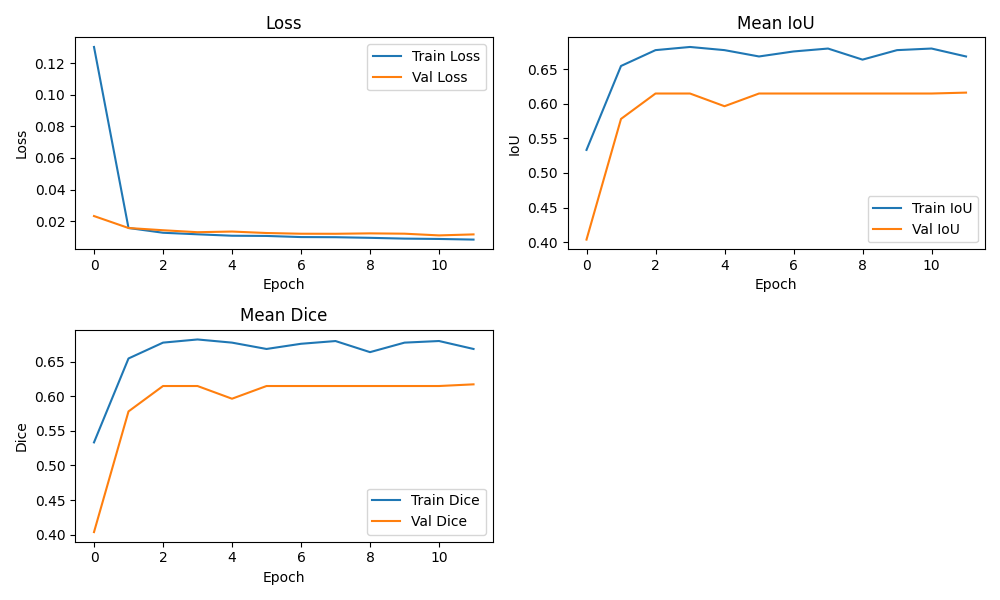 Loss
Mean IoU
Train Loss
Val Loss
0.12
0.10
0.08
0.06
0.04
0.02
Loss
0 2 4 6 8 10
Epoch
0.65
0.60
0.55
0.50
0.45
0.40
IoU
Train IoU
Val IoU
0 2 4 6 8 10
Epoch
Mean Dice
0.65
0.60
0.55
0.50
0.45
0.40
Dice
Train Dice
Val Dice
0 2 4 6 8 10
Epoch